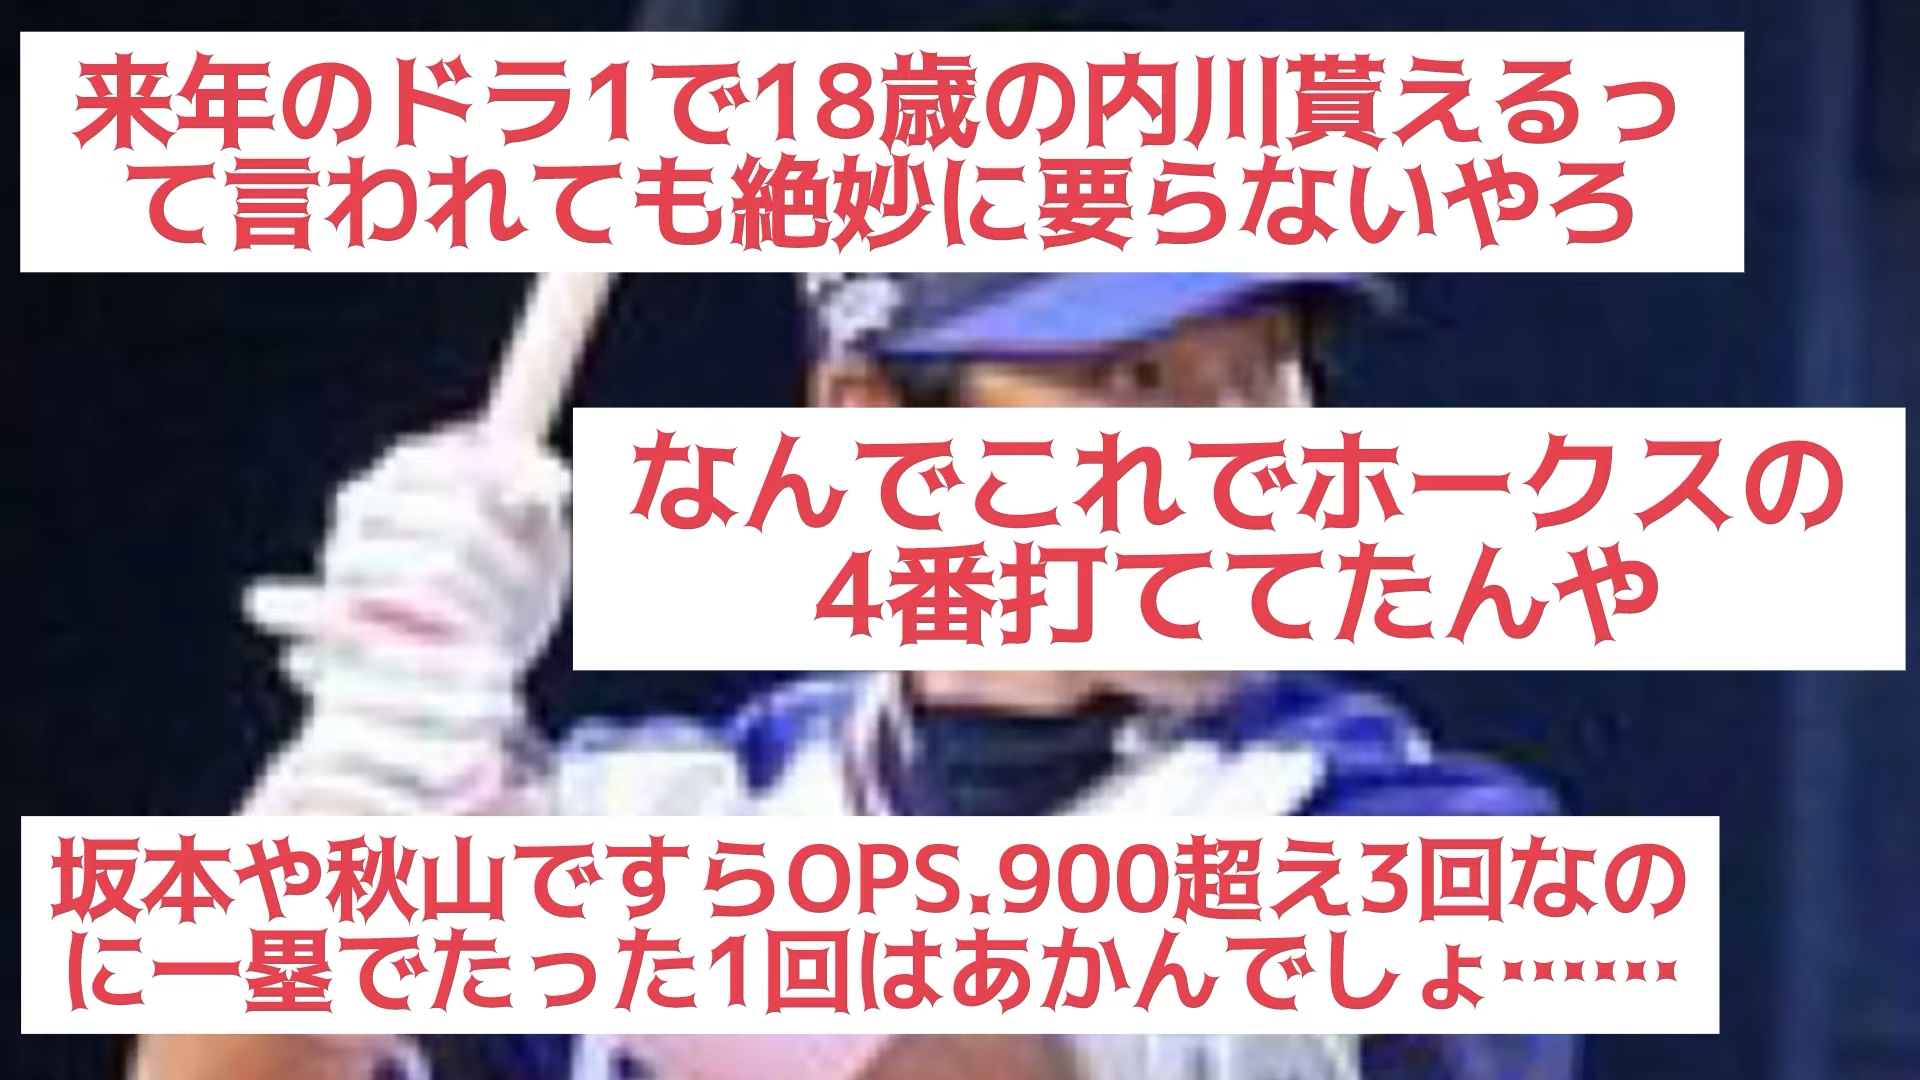 来年のドラ1で18歳の内川貰えるっ
て言われても絶妙に要らないやろ
なんでこれでホークスの
4番打ててたんや
坂本や秋山ですらOPS.900超え3回なの
に一塁でたった1回はあかんでしょ……